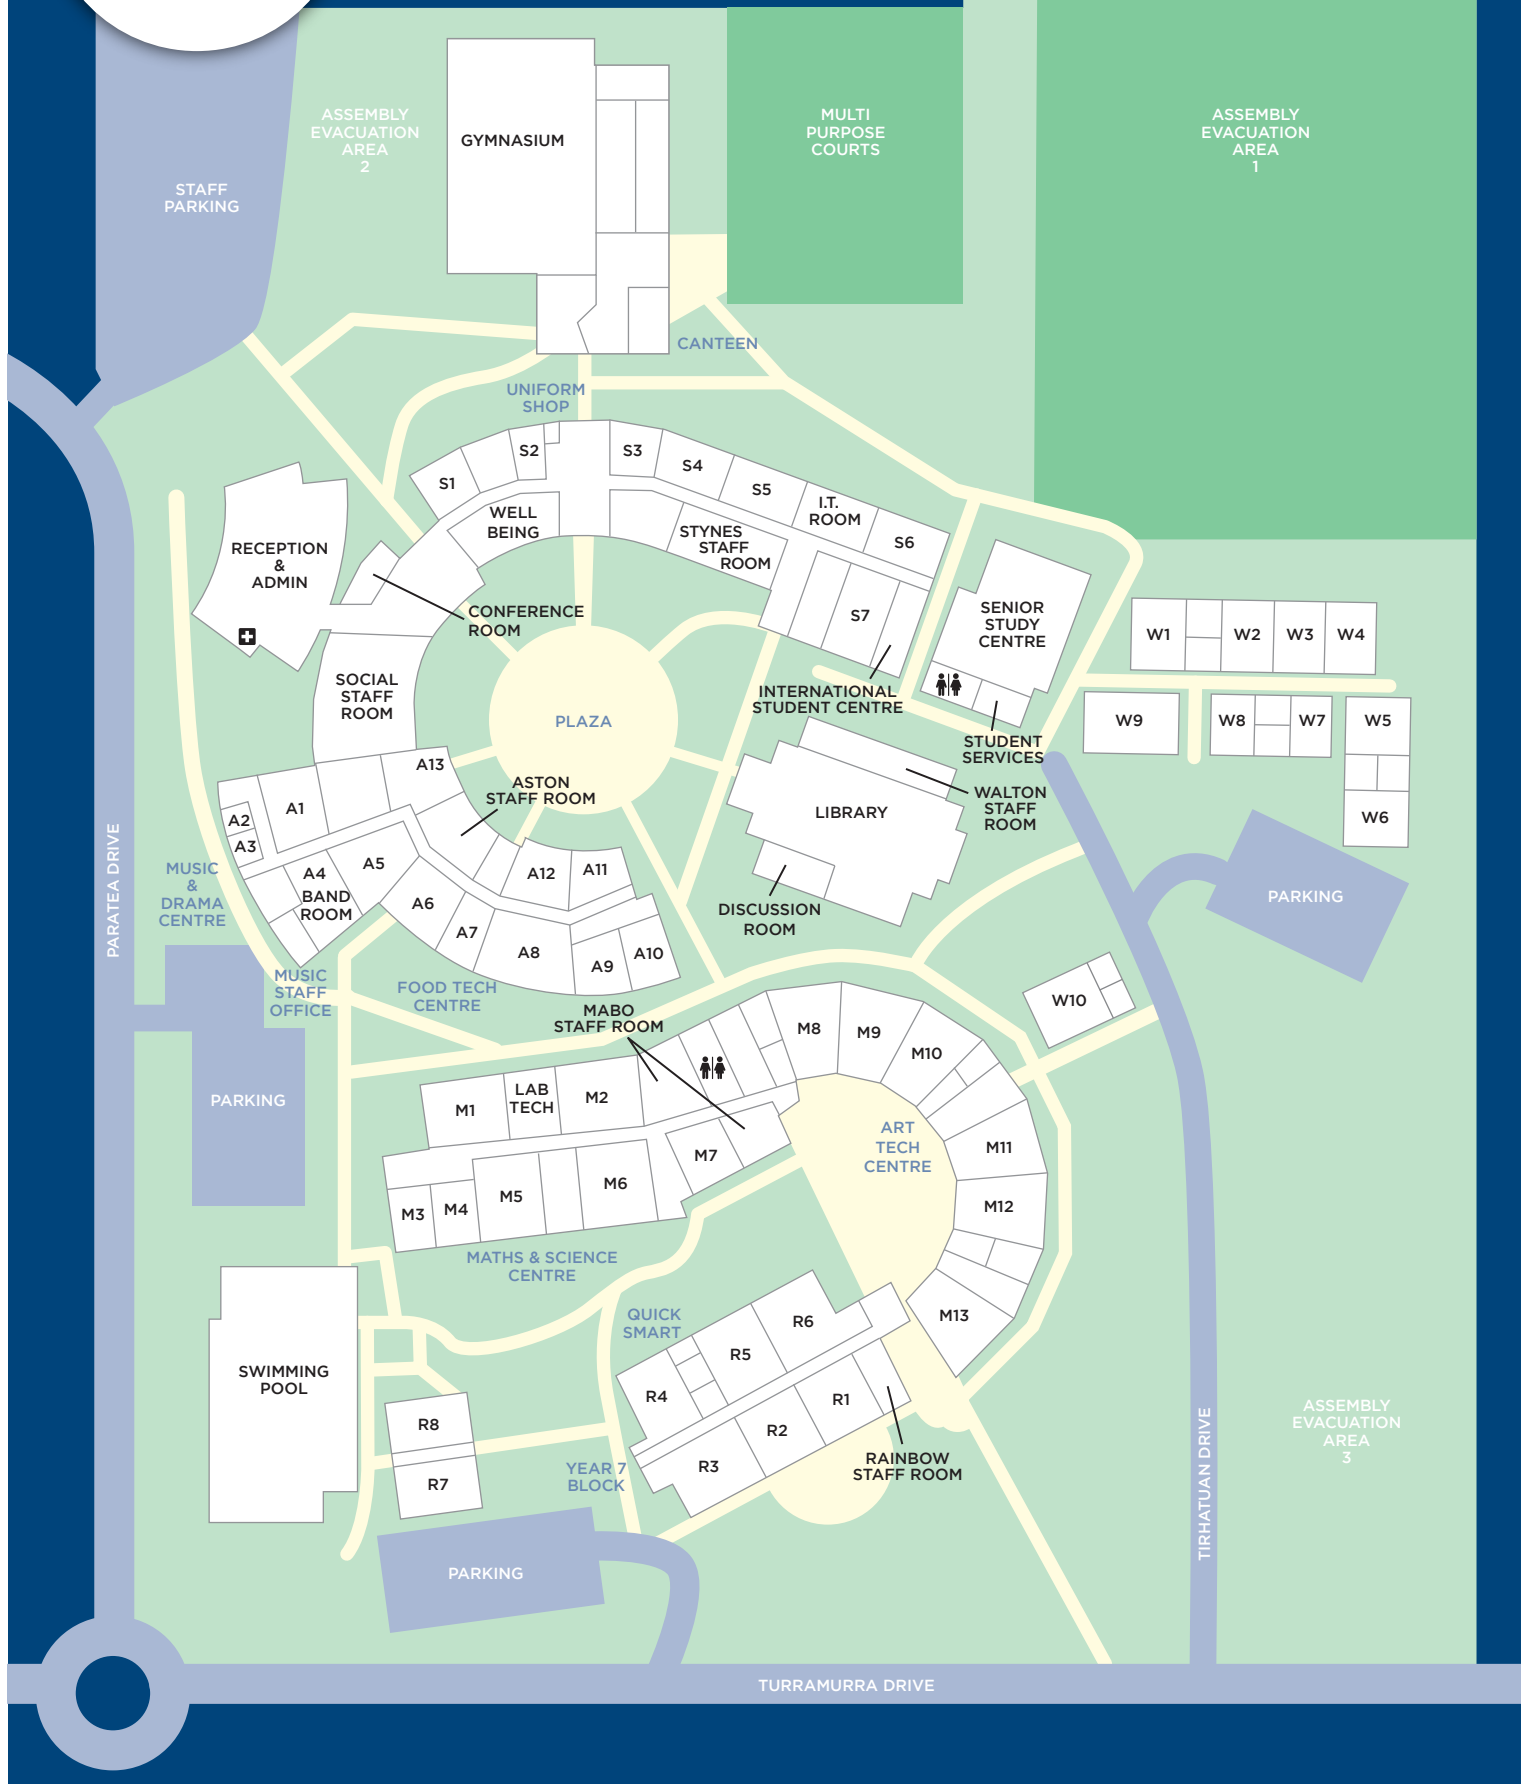 ASSEMBLY
EVACUATION
AREA
2
GYMNASIUM
MULTI
PURPOSE
COURTS
ASSEMBLY
EVACUATION
AREA
1
STAFF
PARKING
CANTEEN
UNIFORM
SHOP
S1
S2
S3
S4
S5
I.T.
ROOM
S6
WELL
BEING
STYNES
STAFF
ROOM
RECEPTION
&
ADMIN
CONFERENCE
ROOM
S7
SENIOR
STUDY
CENTRE
W1
W2
W3
W4
SOCIAL
STAFF
ROOM
INTERNATIONAL
STUDENT CENTRE
PLAZA
STUDENT
SERVICES
W9
W8
W7
W5
W6
A13
ASTON
STAFF ROOM
WALTON
STAFF
ROOM
LIBRARY
A1
A2
A3
A4
BAND
ROOM
A5
A6
A7
A8
A9
A10
A11
A12
DISCUSSION
ROOM
PARKING
PARATEA DRIVE
MUSIC
&
DRAMA
CENTRE
MUSIC
STAFF
OFFICE
FOOD TECH
CENTRE
MABO
STAFF ROOM
W10
M8
M9
M10
PARKING
M1
LAB
TECH
M2
ART
TECH
CENTRE
M11
M7
M3
M4
M5
M6
M12
MATHS & SCIENCE
CENTRE
M13
QUICK
SMART
R6
R5
R4
R1
R2
R3
SWIMMING
POOL
R8
R7
RAINBOW
STAFF ROOM
YEAR 7
BLOCK
TIRHATUAN DRIVE
ASSEMBLY
EVACUATION
AREA
3
PARKING
TURRAMURRA DRIVE